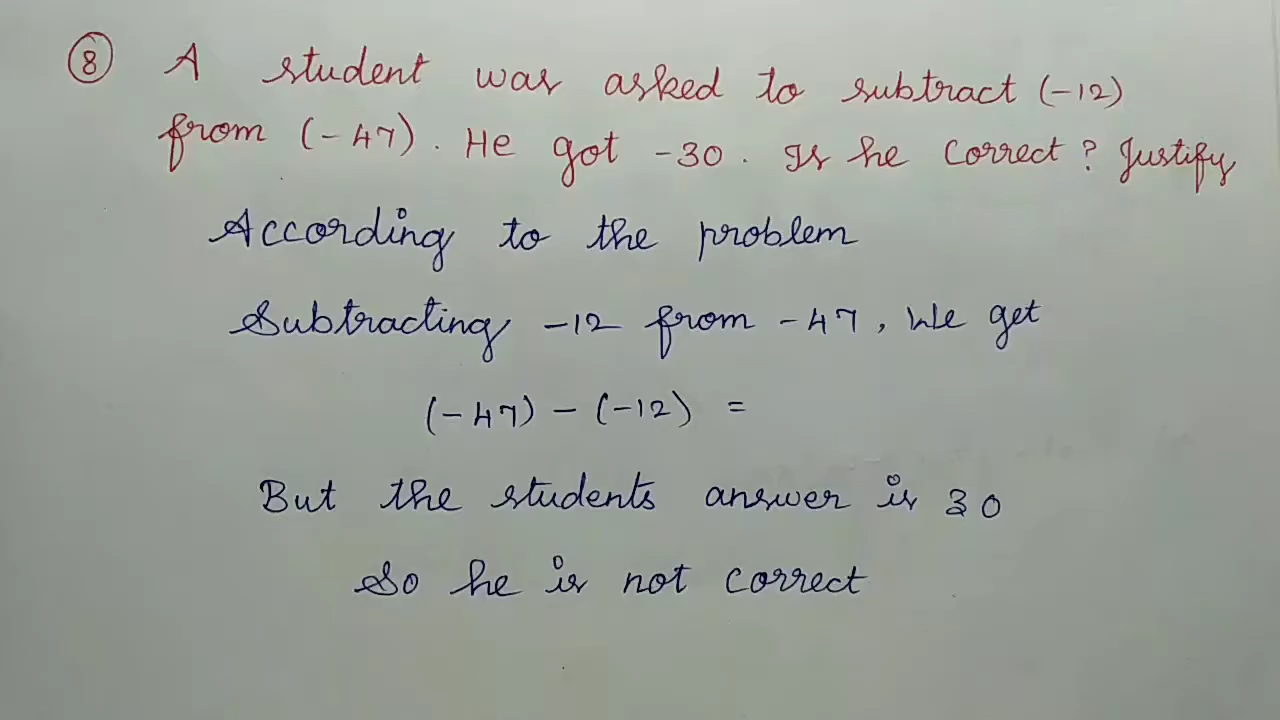 ⑧ A student was asked to subtract (-12)
from (-47). He got -30. Is he correct? Justify
According to the problem
Subtracting -12 from -47, We get
(-47) - (-12) =
But the students answer is 30
So he is not correct